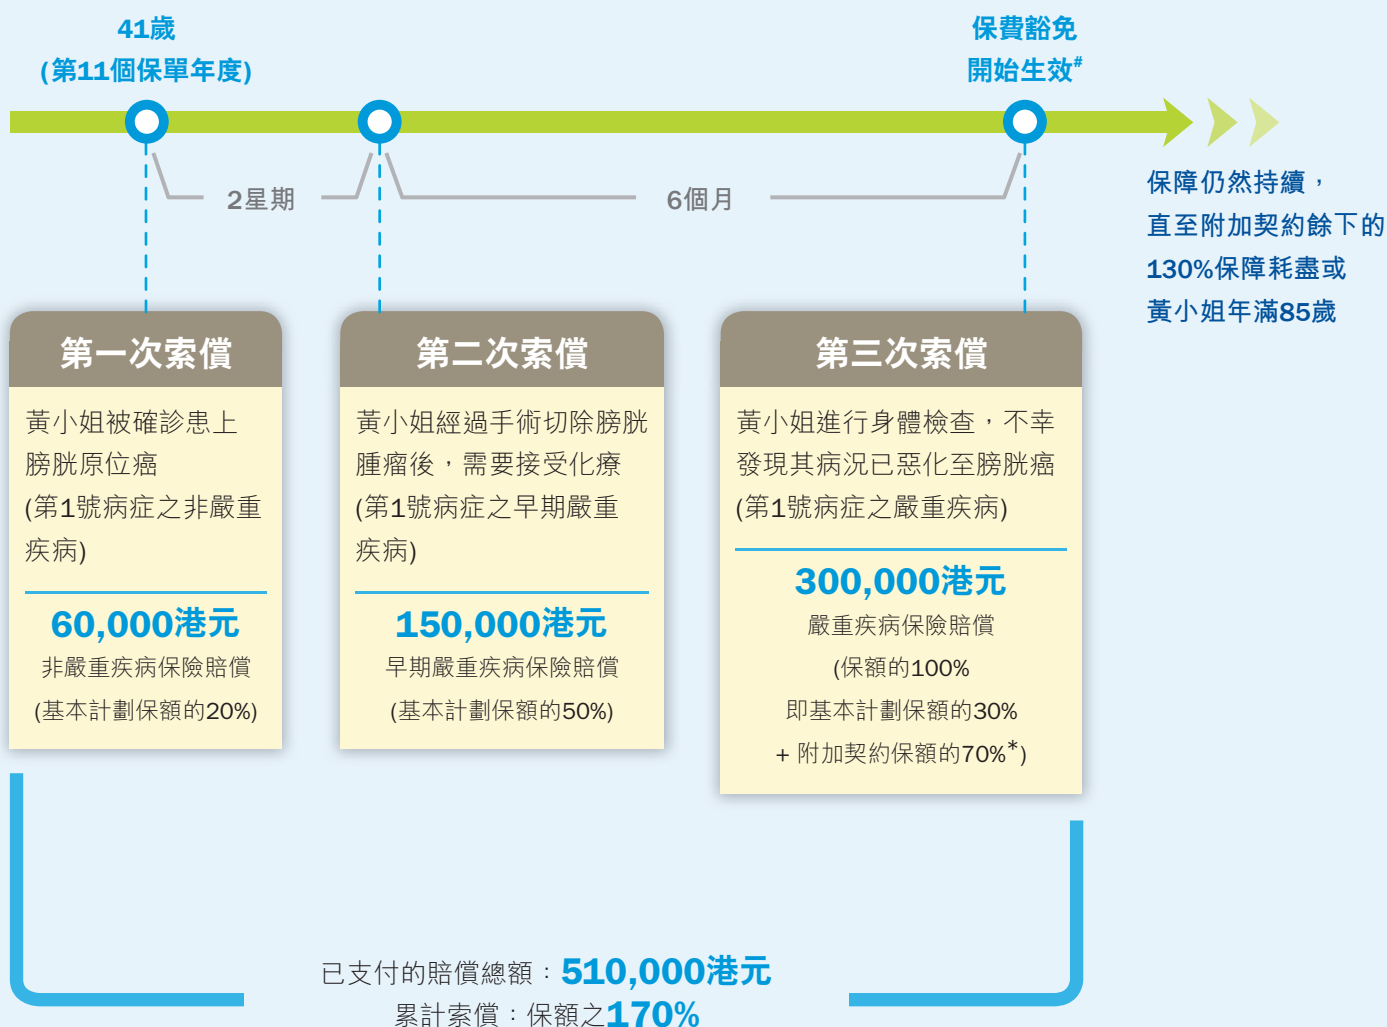 41歲
(第11個保單年度)
保費豁免
開始生效#
2星期
6個月
保障仍然持續，
直至附加契約餘下的
130%保障耗盡或
黃小姐年滿85歲
第一次索償
黃小姐被確診患上
膀胱原位癌
(第1號病症之非嚴重
疾病)
60,000港元
非嚴重疾病保險賠償
(基本計劃保額的20%)
第二次索償
黃小姐經過手術切除膀胱
腫瘤後，需要接受化療
(第1號病症之早期嚴重
疾病)
150,000港元
早期嚴重疾病保險賠償
(基本計劃保額的50%)
第三次索償
黃小姐進行身體檢查，不幸
發現其病況已惡化至膀胱癌
(第1號病症之嚴重疾病)
300,000港元
嚴重疾病保險賠償
(保額的100%
即基本計劃保額的30%
+ 附加契約保額的70%*)
已支付的賠償總額：510,000港元
累計索償：保額之170%